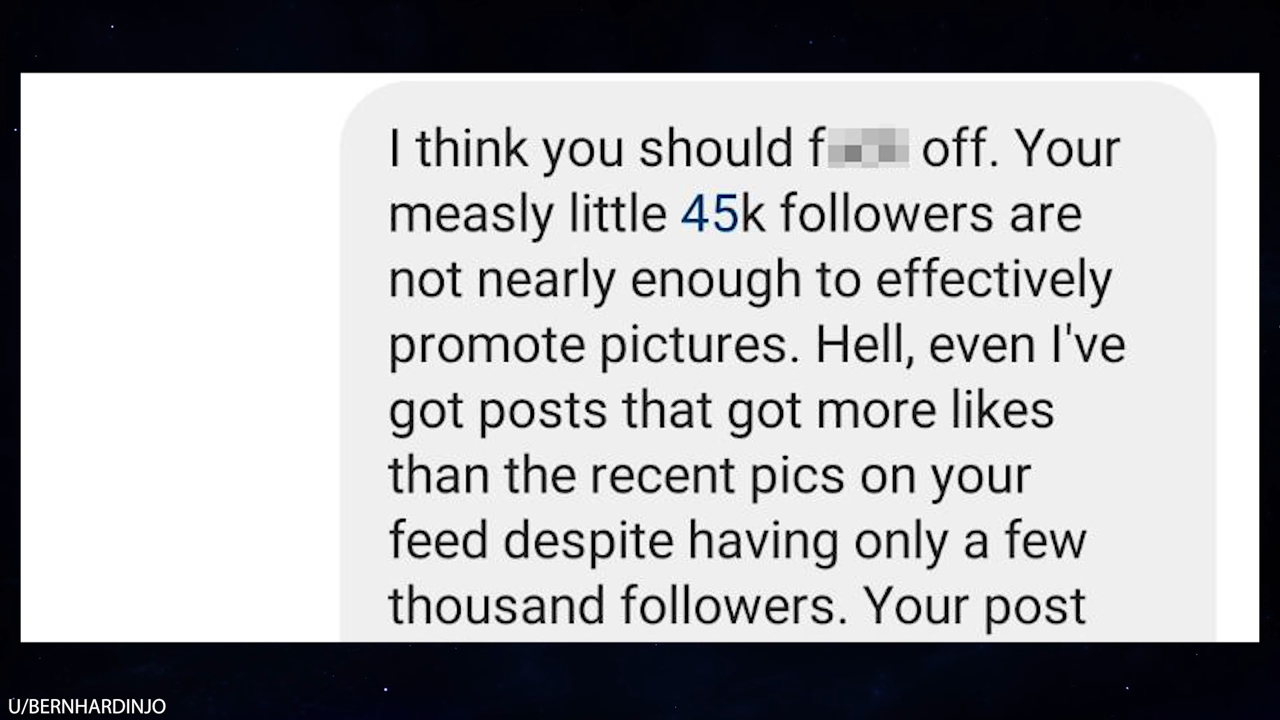 I think you should f off. Your
measly little 45k followers are
not nearly enough to effectively
promote pictures. Hell, even I've
got posts that got more likes
than the recent pics on your
feed despite having only a few
thousand followers. Your post
U/BERNHARDINJO